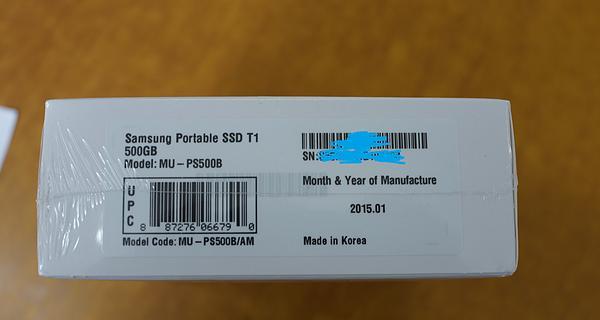 Samsung Portable SSD T1
500GB
Model: MU-PS500B
UPC
8 87276 06679 0
Model Code: MU-PS500B/AM
SN:
Month & Year of Manufacture
2015.01
Made in Korea